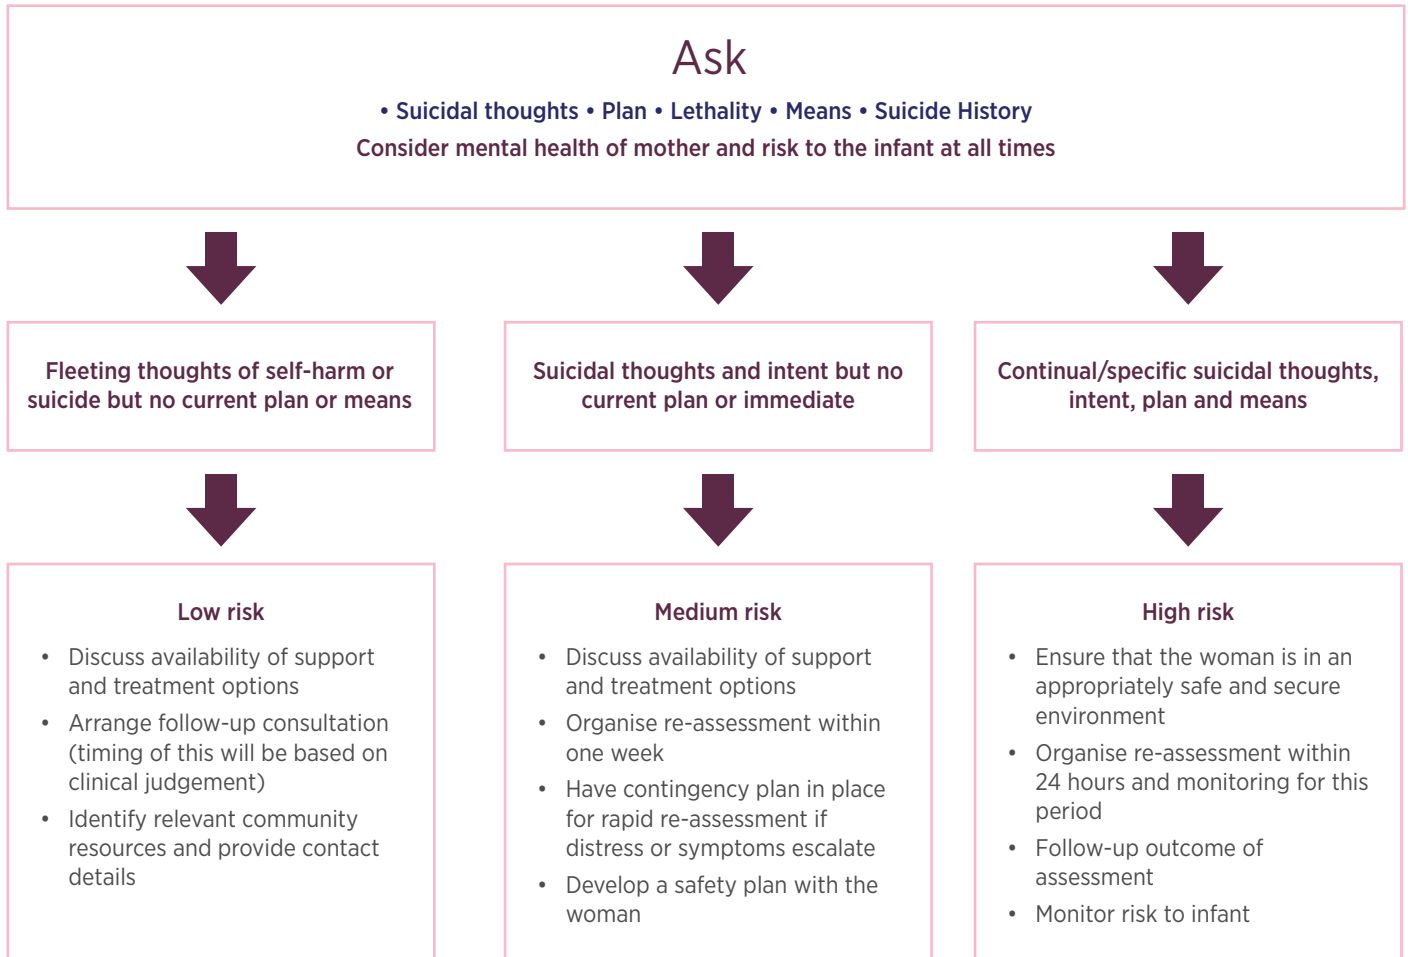 Ask
• Suicidal thoughts • Plan • Lethality • Means • Suicide History
Consider mental health of mother and risk to the infant at all times
Fleeting thoughts of self-harm or
suicide but no current plan or means
Suicidal thoughts and intent but no
current plan or immediate
Continual/specific suicidal thoughts,
intent, plan and means
Low risk
• Discuss availability of support
and treatment options
• Arrange follow-up consultation
(timing of this will be based on
clinical judgement)
• Identify relevant community
resources and provide contact
details
Medium risk
• Discuss availability of support
and treatment options
• Organise re-assessment within
one week
• Have contingency plan in place
for rapid re-assessment if
distress or symptoms escalate
• Develop a safety plan with the
woman
High risk
• Ensure that the woman is in an
appropriately safe and secure
environment
• Organise re-assessment within
24 hours and monitoring for this
period
• Follow-up outcome of
assessment
• Monitor risk to infant